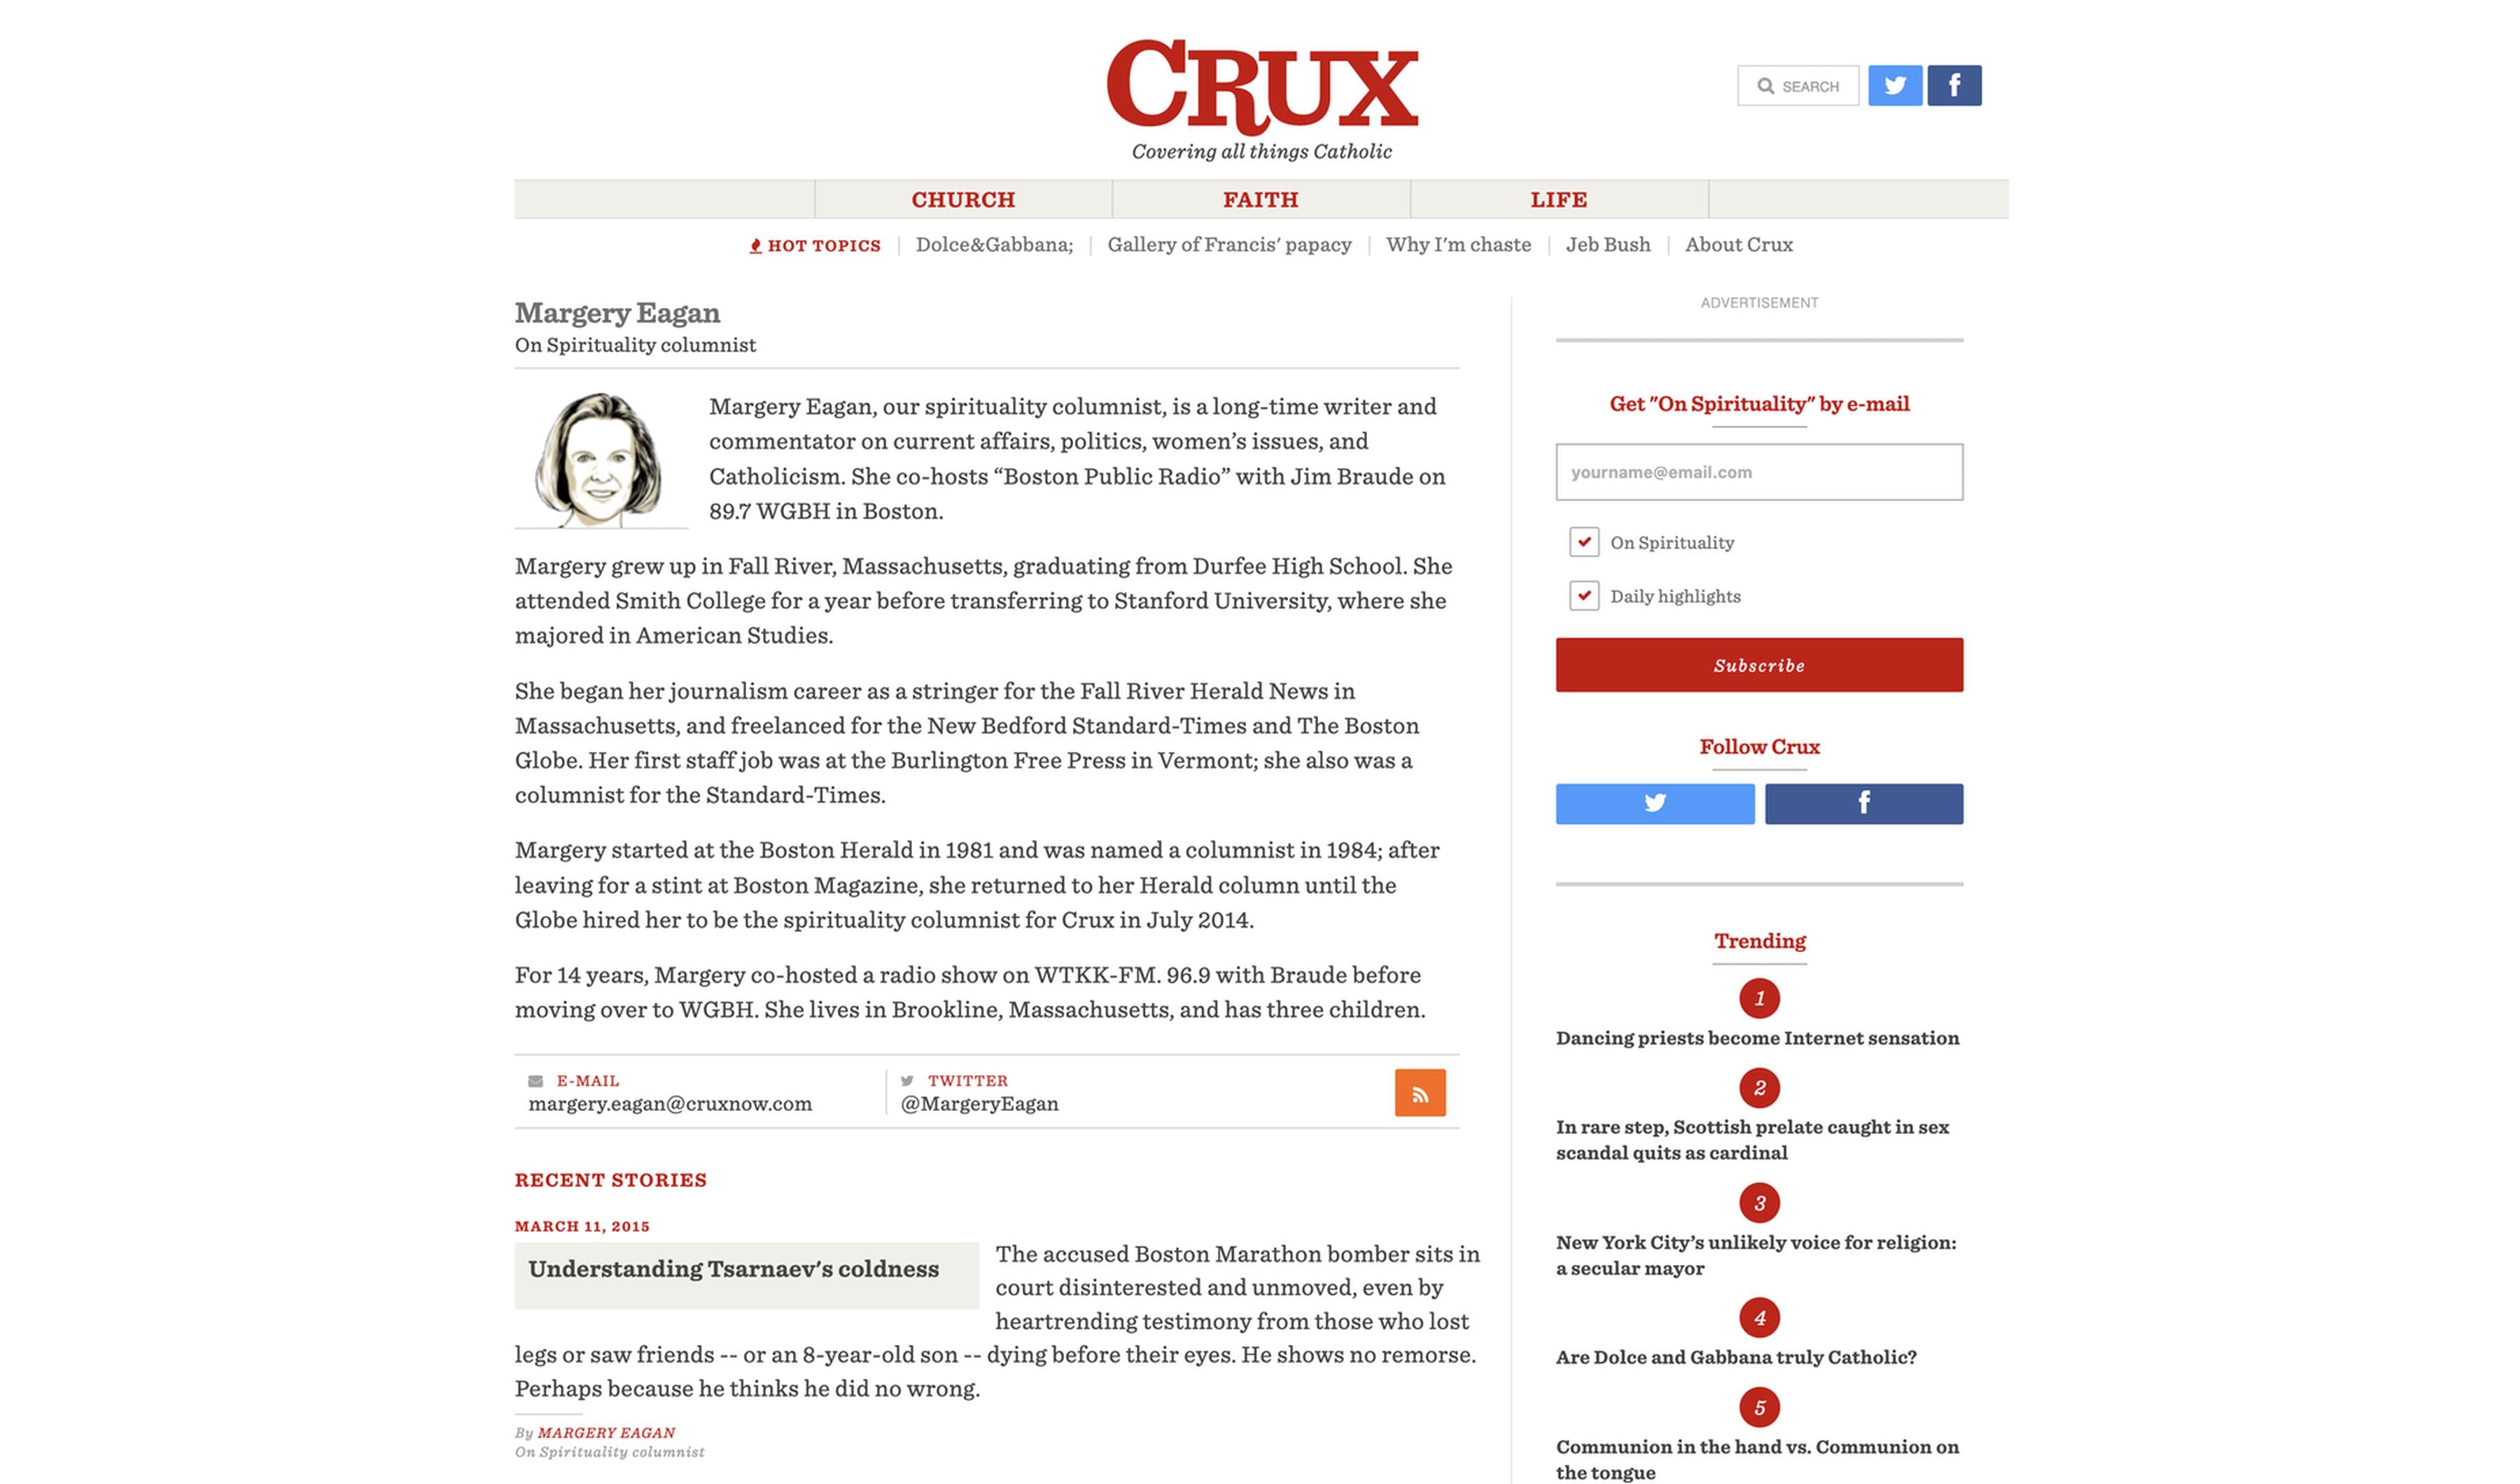 CRUX
Covering all things Catholic
SEARCH
CHURCH
FAITH
LIFE
HOT TOPICS
Dolce&Gabbana;
Gallery of Francis' papacy
Why I'm chaste
Jeb Bush
About Crux
Margery Eagan
On Spirituality columnist
Margery Eagan, our spirituality columnist, is a long-time writer and
commentator on current affairs, politics, women's issues, and
Catholicism. She co-hosts “Boston Public Radio” with Jim Braude on
89.7 WGBH in Boston.
Margery grew up in Fall River, Massachusetts, graduating from Durfee High School. She
attended Smith College for a year before transferring to Stanford University, where she
majored in American Studies.
She began her journalism career as a stringer for the Fall River Herald News in
Massachusetts, and freelanced for the New Bedford Standard-Times and The Boston
Globe. Her first staff job was at the Burlington Free Press in Vermont; she also was a
columnist for the Standard-Times.
Margery started at the Boston Herald in 1981 and was named a columnist in 1984; after
leaving for a stint at Boston Magazine, she returned to her Herald column until the
Globe hired her to be the spirituality columnist for Crux in July 2014.
For 14 years, Margery co-hosted a radio show on WTKK-FM. 96.9 with Braude before
moving over to WGBH. She lives in Brookline, Massachusetts, and has three children.
E-MAIL
margery.eagan@cruxnow.com
TWITTER
@MargeryEagan
RECENT STORIES
MARCH 11, 2015
Understanding Tsarnaev's coldness
The accused Boston Marathon bomber sits in
court disinterested and unmoved, even by
heartrending testimony from those who lost
legs or saw friends -- or an 8-year-old son -- dying before their eyes. He shows no remorse.
Perhaps because he thinks he did no wrong.
By MARGERY EAGAN
On Spirituality columnist
ADVERTISEMENT
Get "On Spirituality" by e-mail
yourname@email.com
On Spirituality
Daily highlights
Subscribe
Follow Crux
Trending
1
Dancing priests become Internet sensation
2
In rare step, Scottish prelate caught in sex
scandal quits as cardinal
3
New York City's unlikely voice for religion:
a secular mayor
4
Are Dolce and Gabbana truly Catholic?
5
Communion in the hand vs. Communion on
the tongue